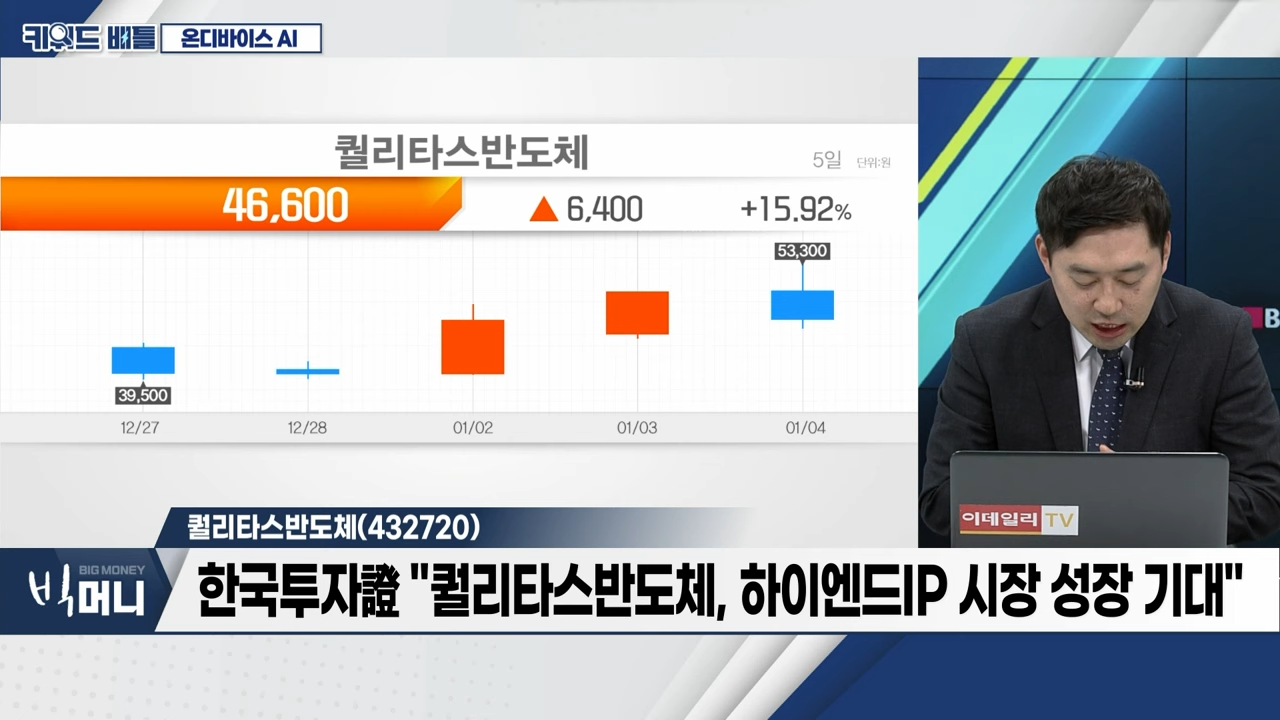 키워드 배틀 온디바이스 AI
퀄리타스반도체
5일 단위:원
46,600 ▲ 6,400 +15.92%
53,300
39,500
12/27 12/28 01/02 01/03 01/04
B
이데일리TV
퀄리타스반도체(432720)
BIG MONEY
빅머니
한국투자證 "퀄리타스반도체, 하이엔드IP 시장 성장 기대"